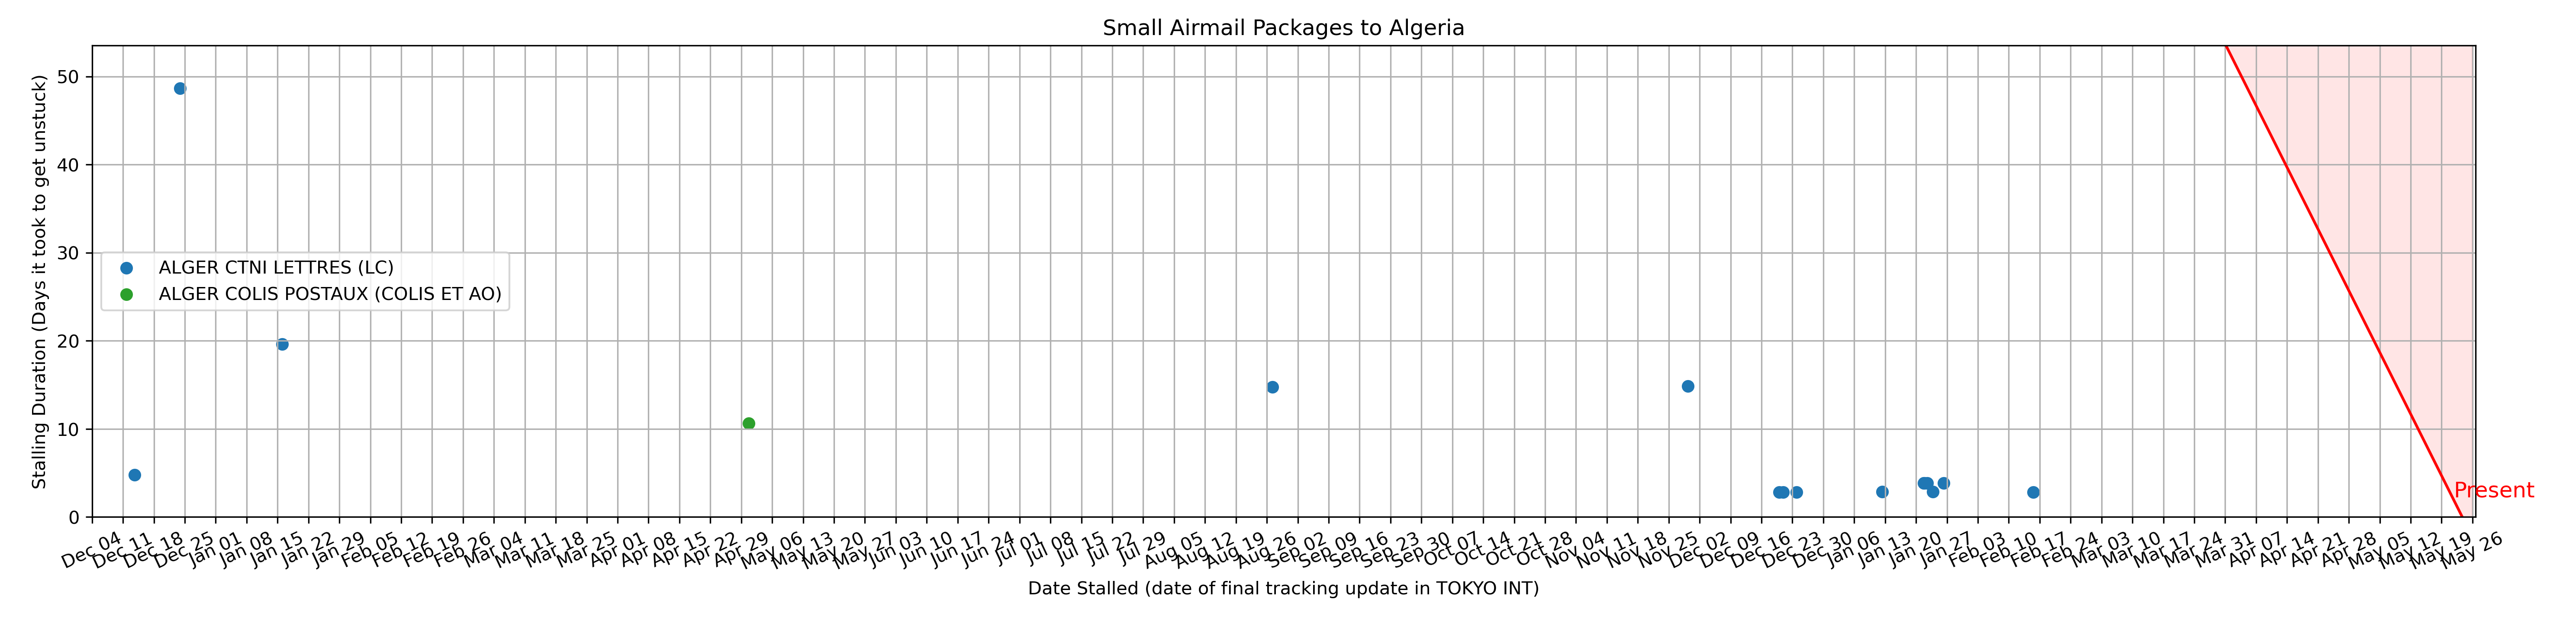 Small Airmail Packages to Algeria
Stalling Duration (Days it took to get unstuck)
50
40
30
20
10
0
ALGER CTNI LETTRES (LC)
ALGER COLIS POSTAUX (COLIS ET AO)
Present
Dec 04
Dec 11
Dec 18
Dec 25
Jan 01
Jan 08
Jan 15
Jan 22
Jan 29
Feb 05
Feb 12
Feb 19
Feb 26
Mar 04
Mar 11
Mar 18
Mar 25
Apr 01
Apr 08
Apr 15
Apr 22
Apr 29
May 06
May 13
May 20
May 27
Jun 03
Jun 10
Jun 17
Jun 24
Jul 01
Jul 08
Jul 15
Jul 22
Jul 29
Aug 05
Aug 12
Aug 19
Aug 26
Sep 02
Sep 09
Sep 16
Sep 23
Sep 30
Oct 07
Oct 14
Oct 21
Oct 28
Nov 04
Nov 11
Nov 18
Nov 25
Dec 02
Dec 09
Dec 16
Dec 23
Dec 30
Jan 06
Jan 13
Jan 20
Jan 27
Feb 03
Feb 10
Feb 17
Feb 24
Mar 03
Mar 10
Mar 17
Mar 24
Mar 31
Apr 07
Apr 14
Apr 21
Apr 28
May 05
May 12
May 19
May 26
Date Stalled (date of final tracking update in TOKYO INT)